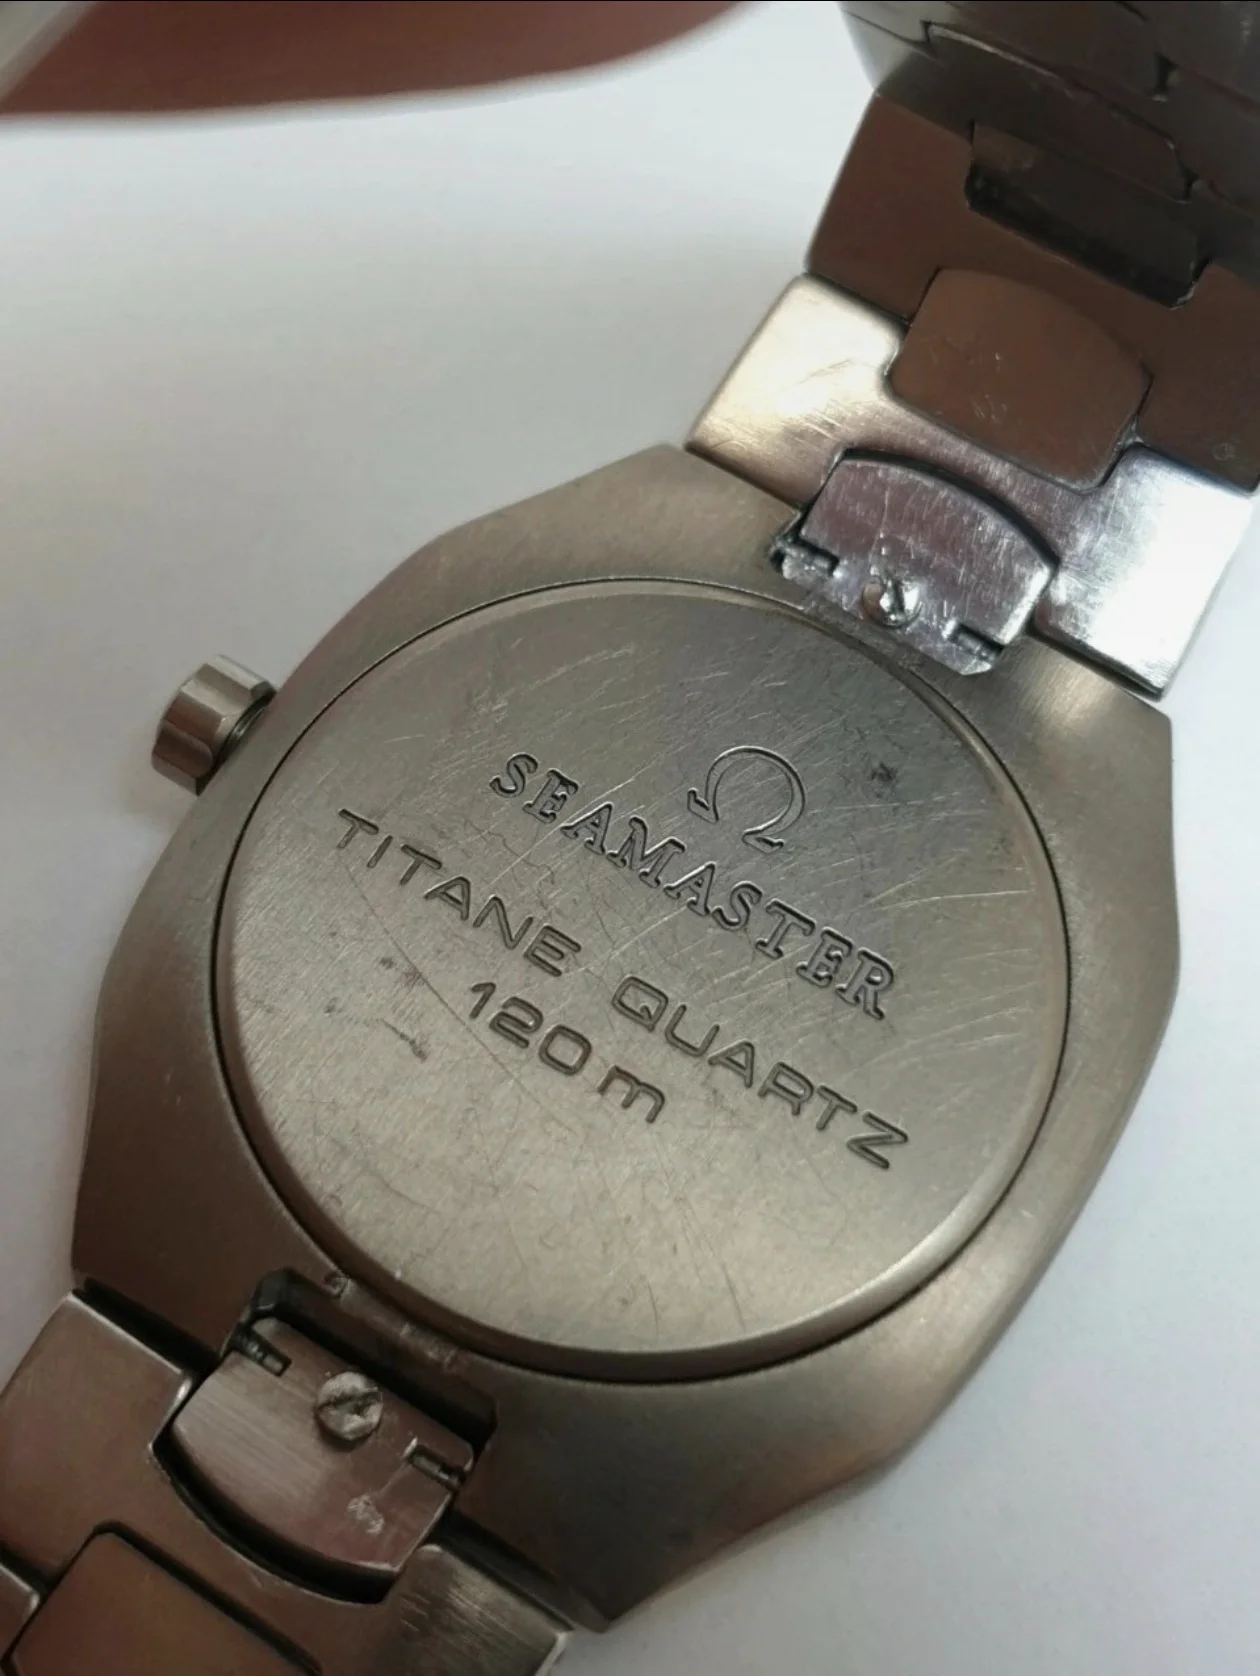 Ω
SEAMASTER
TITANE QUARTZ
120 m